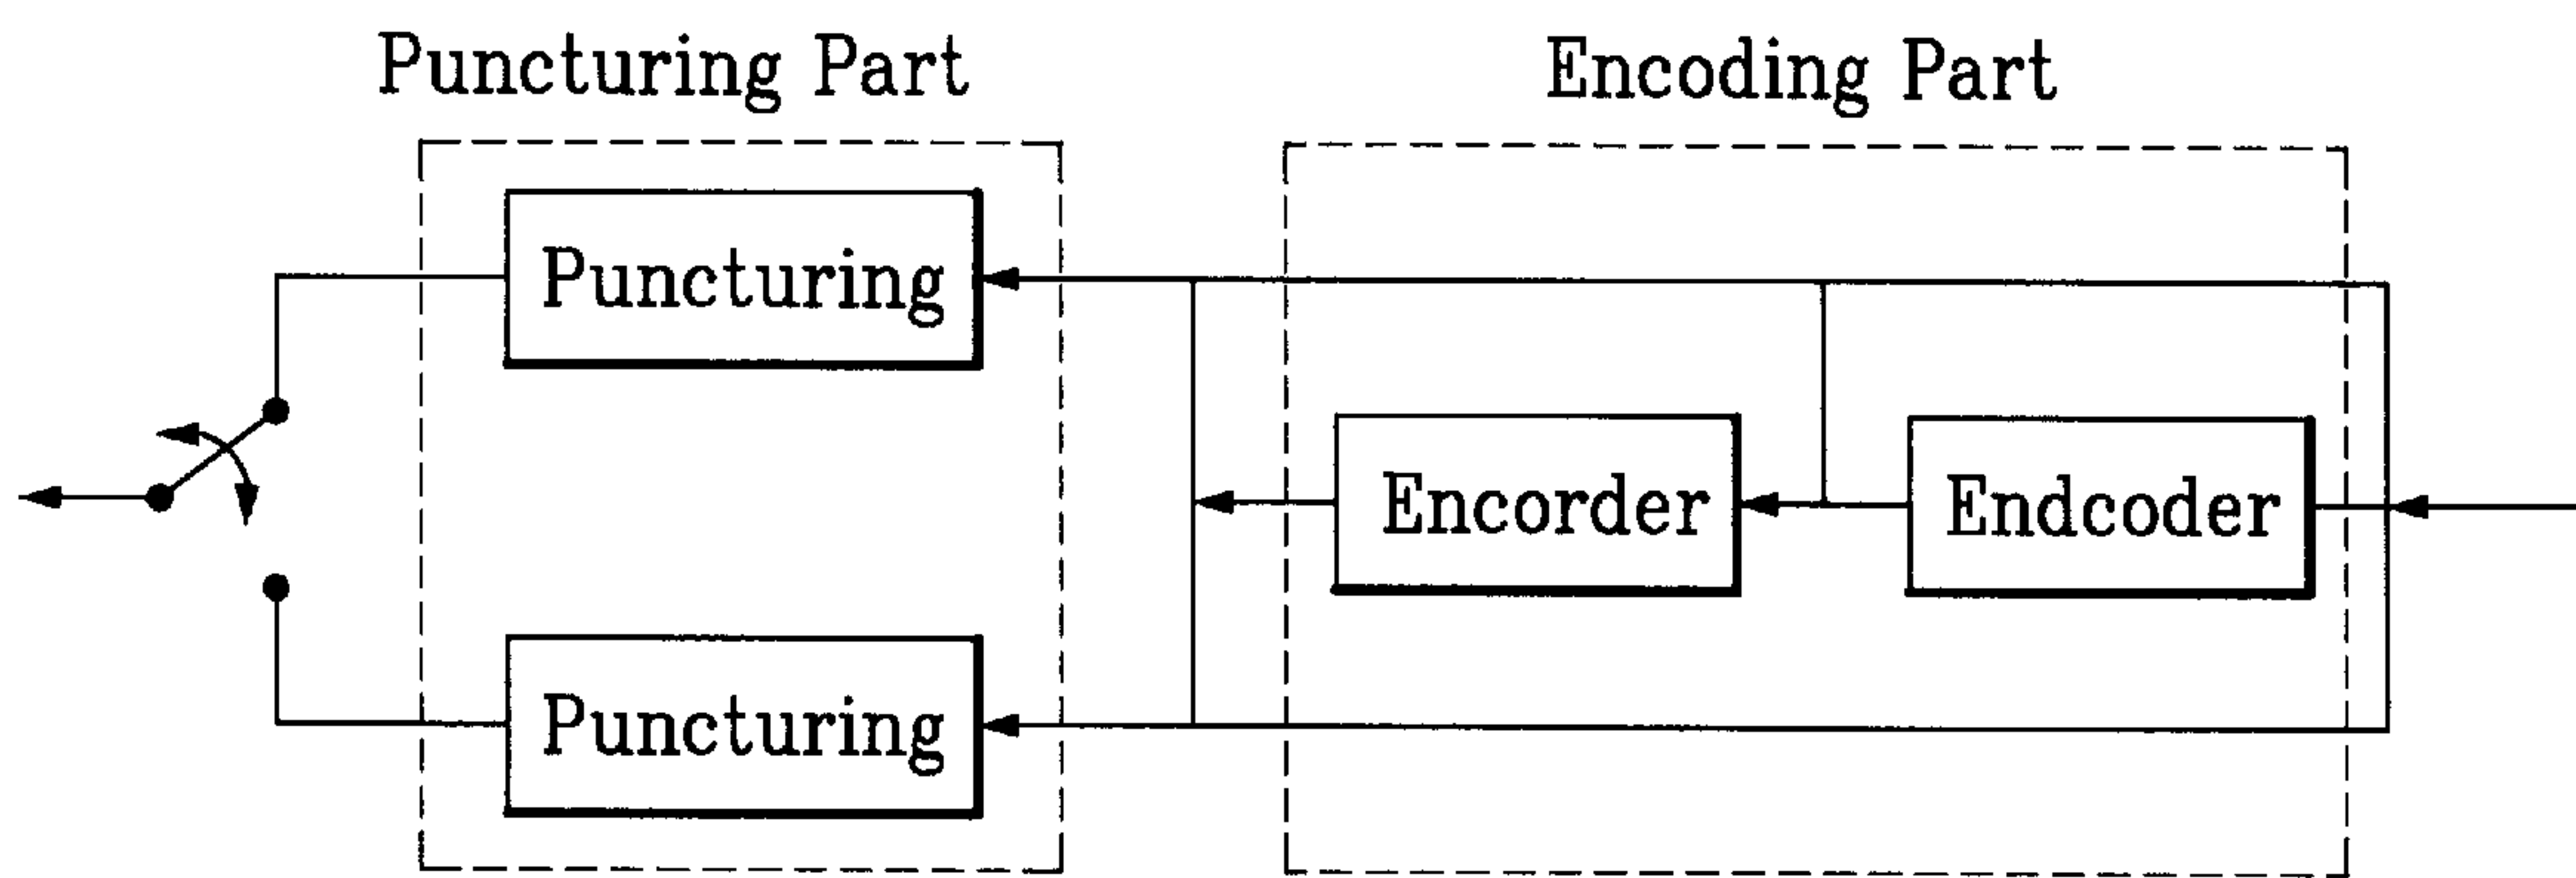 Puncturing Part
Encoding Part
Puncturing
Encorder
Endcoder
Puncturing